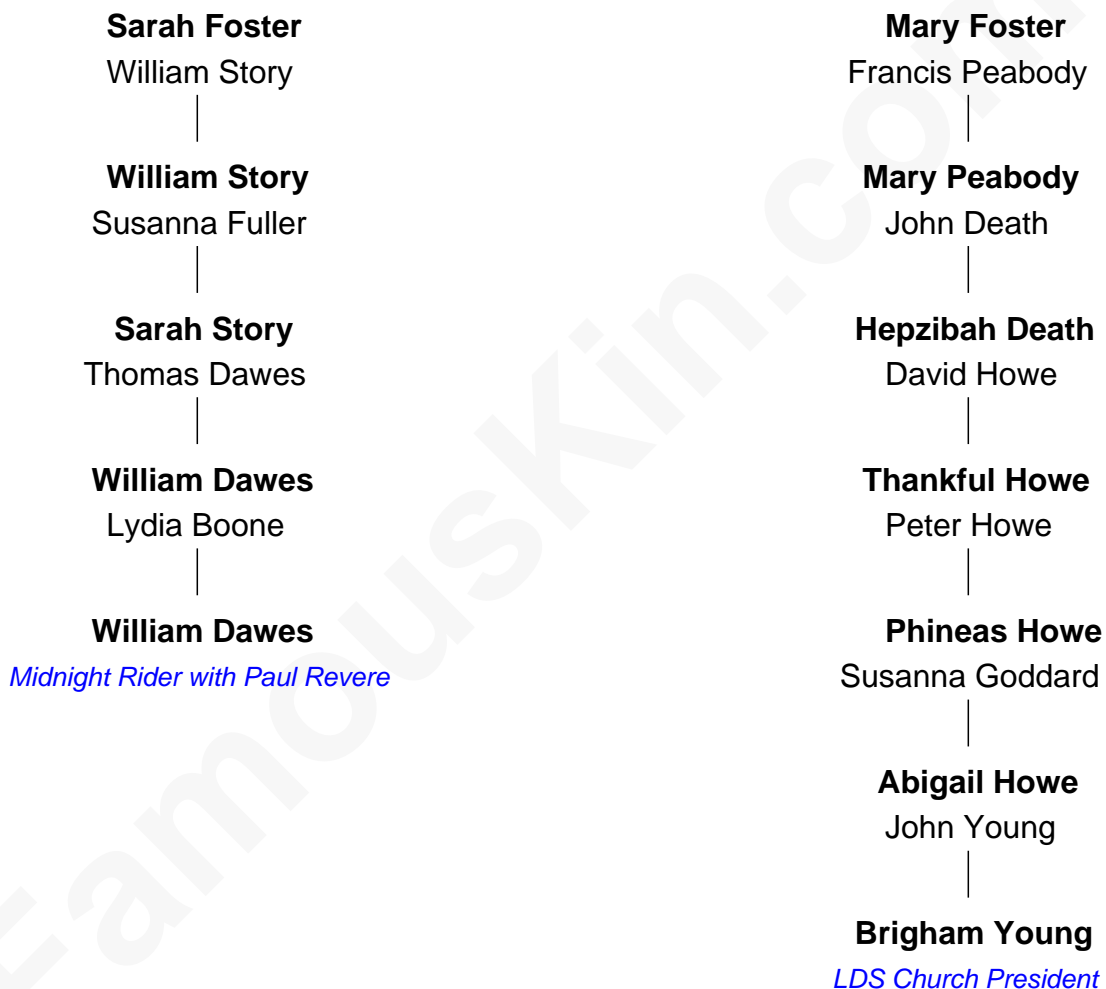 Sarah Foster
William Story
William Story
Susanna Fuller
Sarah Story
Thomas Dawes
William Dawes
Lydia Boone
William Dawes
Midnight Rider with Paul Revere
Mary Foster
Francis Peabody
Mary Peabody
John Death
Hepzibah Death
David Howe
Thankful Howe
Peter Howe
Phineas Howe
Susanna Goddard
Abigail Howe
John Young
Brigham Young
LDS Church President
FamousKin.com